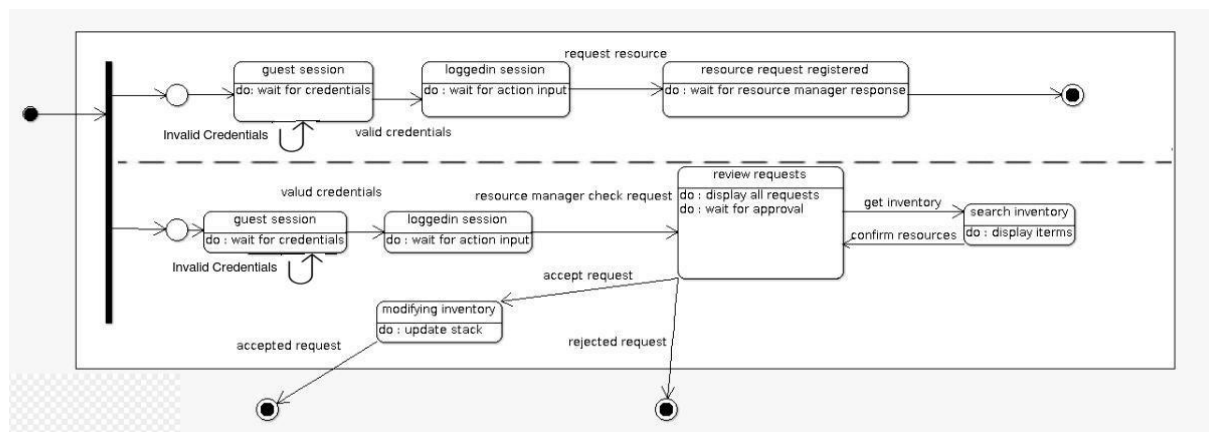 request resource
guest session
do: wait for credentials
loggedin session
do : wait for action input
resource request registered
do : wait for resource manager response
Invalid Credentials
valid credentials
valud credentials
resource manager check request
review requests
do : display all requests
do : wait for approval
get inventory
search inventory
do : display iterms
confirm resources
guest session
do : wait for credentials
loggedin session
do : wait for action input
Invalid Credentials
accept request
modifying inventory
do : update stack
accepted request
rejected request